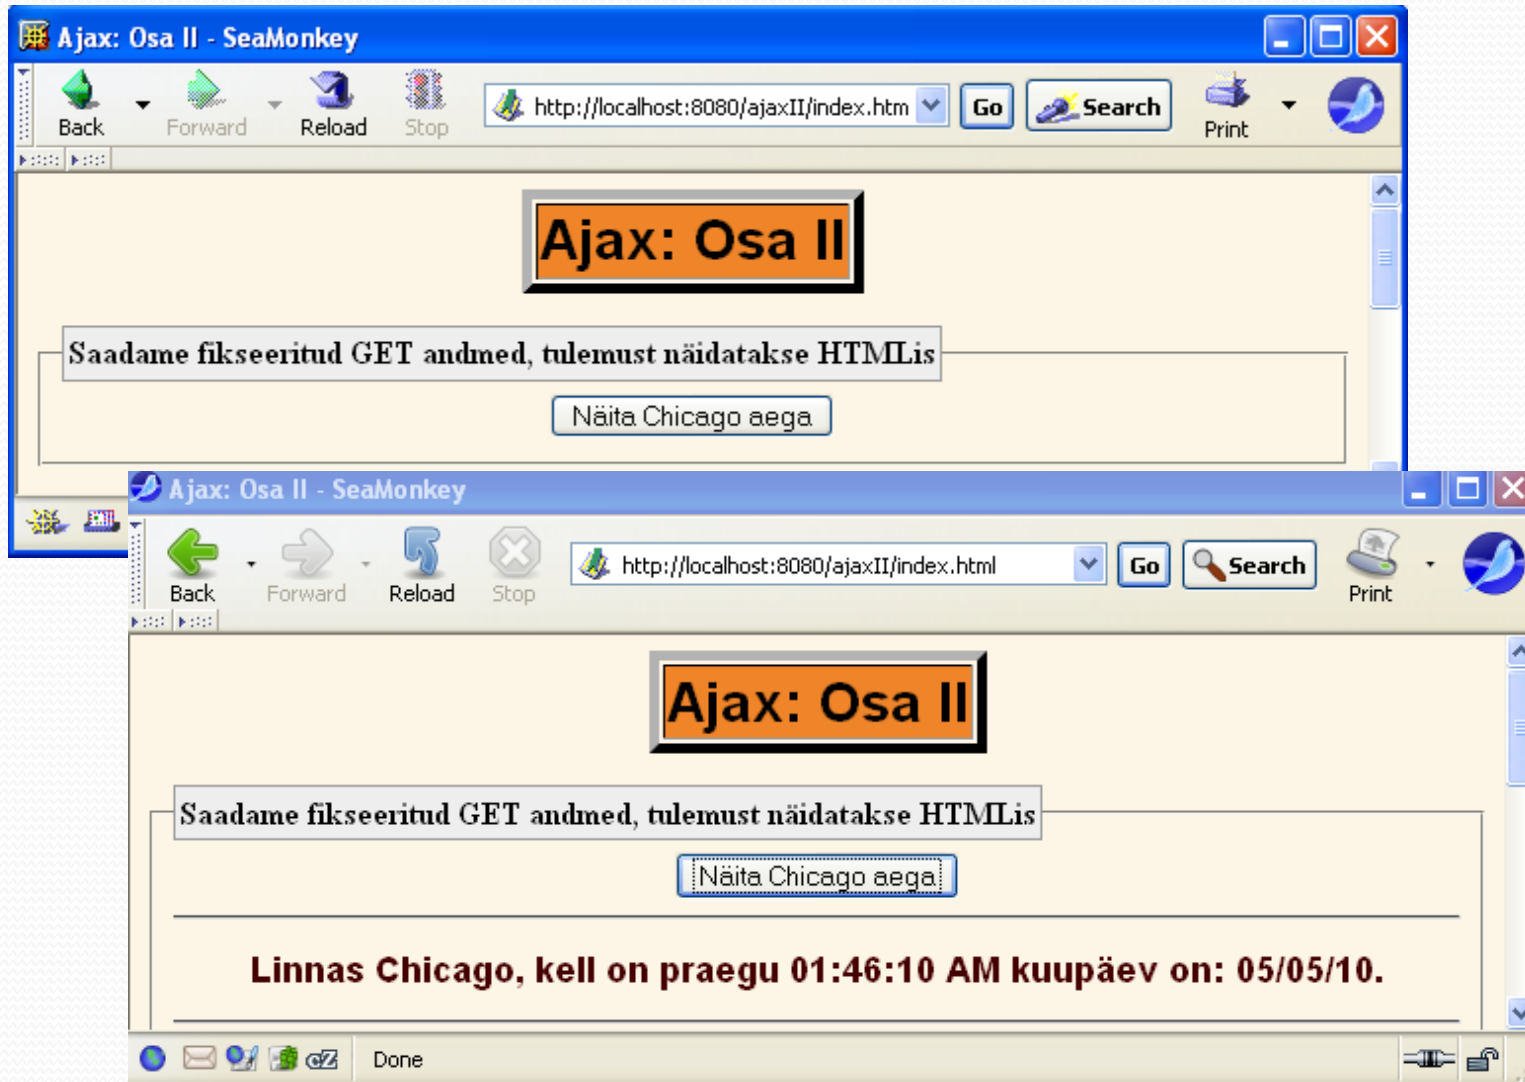 Ajax: Osa II - SeaMonkey
Back Forward Reload Stop http://localhost:8080/ajaxII/index.htm Go Search Print
Ajax: Osa II
Saadame fikseeritud GET andmed, tulemust näidatakse HTMLis
Näita Chicago aega
Ajax: Osa II - SeaMonkey
Back Forward Reload Stop http://localhost:8080/ajaxII/index.html Go Search Print
Ajax: Osa II
Saadame fikseeritud GET andmed, tulemust näidatakse HTMLis
Näita Chicago aega
Linnas Chicago, kell on praegu 01:46:10 AM kuupäev on: 05/05/10.
Done